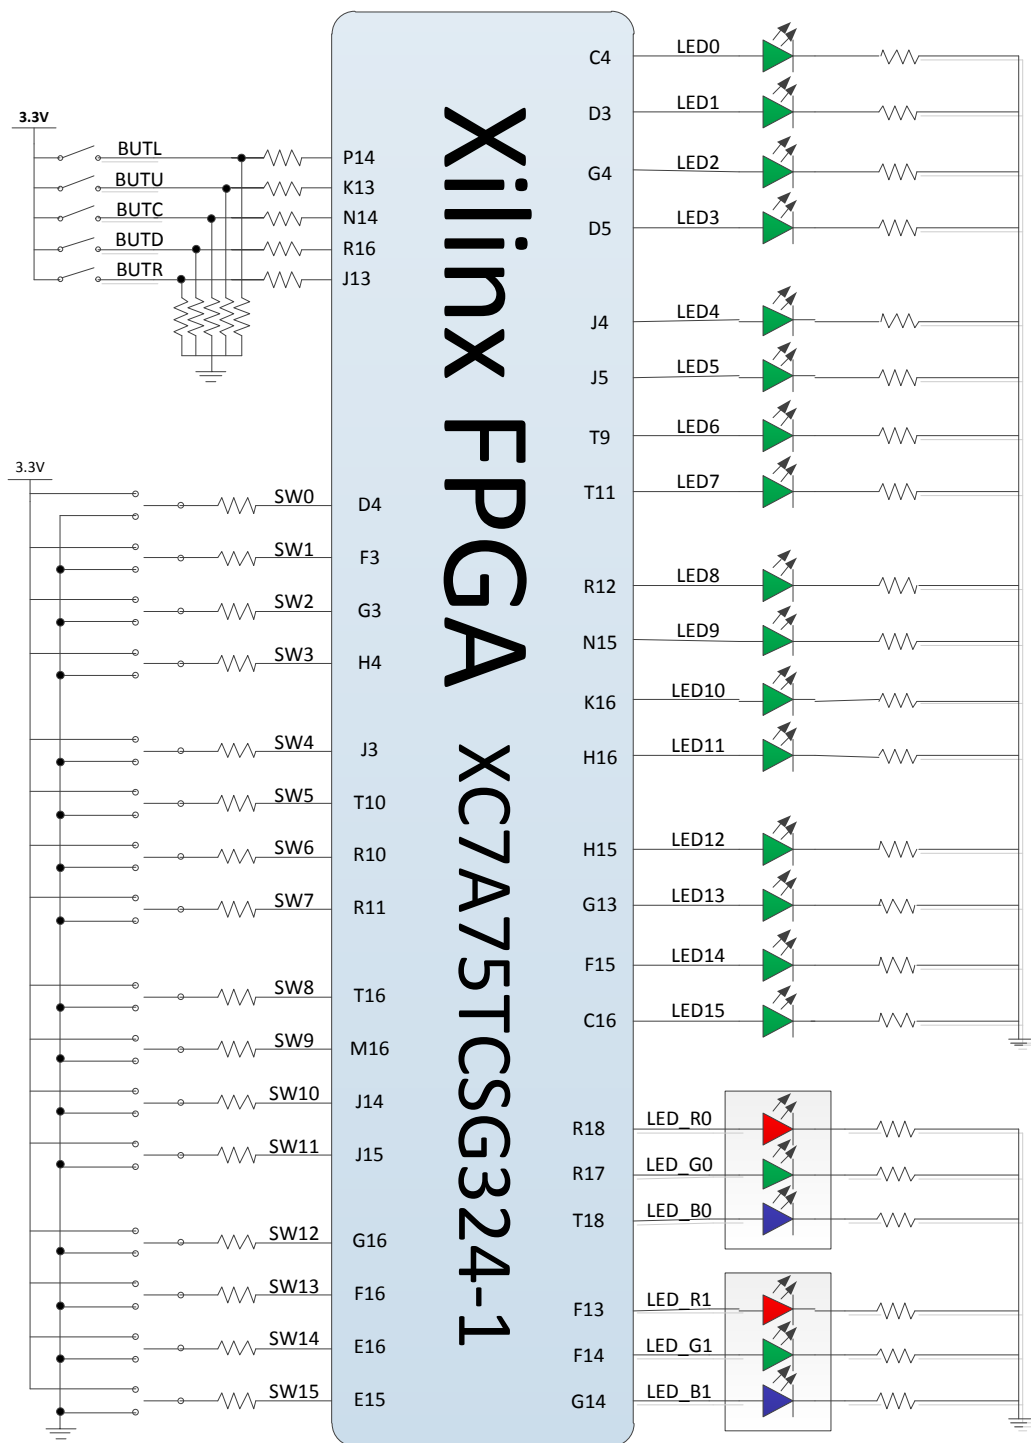 3.3V
BUTL P14
BUTU K13
BUTC N14
BUTD R16
BUTR J13
3.3V
SW0 D4
SW1 F3
SW2 G3
SW3 H4
SW4 J3
SW5 T10
SW6 R10
SW7 R11
SW8 T16
SW9 M16
SW10 J14
SW11 J15
SW12 G16
SW13 F16
SW14 E16
SW15 E15
Xilinx FPGA XC7A75TCSG324-1
C4 LED0
D3 LED1
G4 LED2
D5 LED3
J4 LED4
J5 LED5
T9 LED6
T11 LED7
R12 LED8
N15 LED9
K16 LED10
H16 LED11
H15 LED12
G13 LED13
F15 LED14
C16 LED15
R18 LED_R0
R17 LED_G0
T18 LED_B0
F13 LED_R1
F14 LED_G1
G14 LED_B1